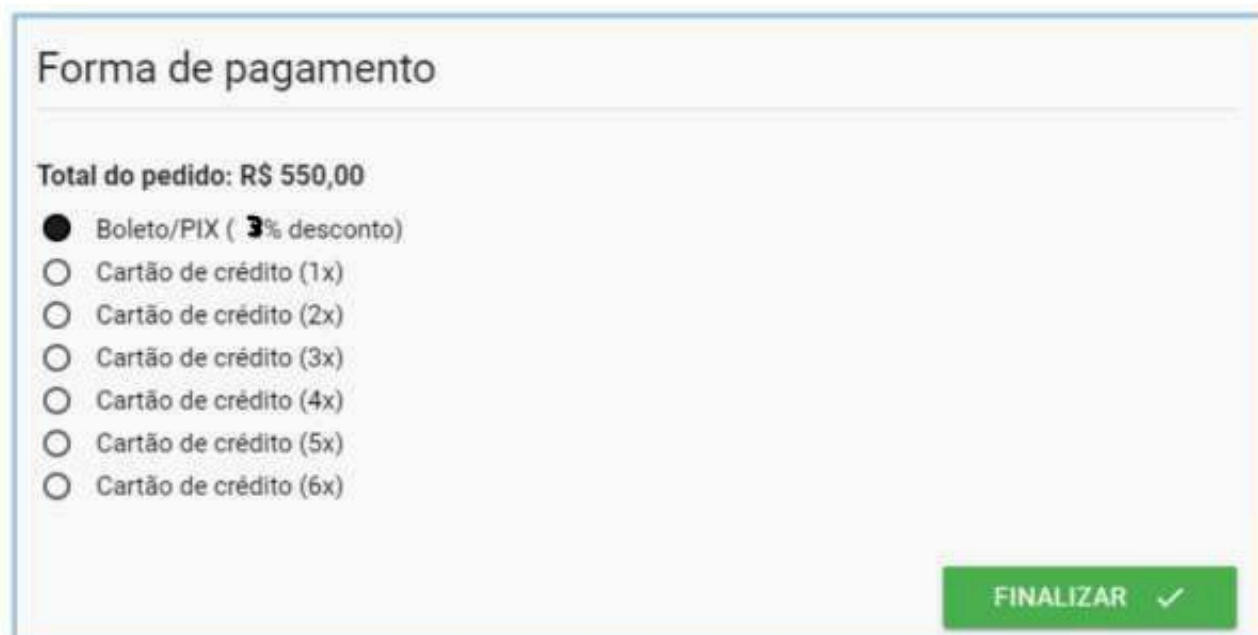 Forma de pagamento
Total do pedido: R$ 550,00
Boleto/PIX ( 3% desconto)
Cartão de crédito (1x)
Cartão de crédito (2x)
Cartão de crédito (3x)
Cartão de crédito (4x)
Cartão de crédito (5x)
Cartão de crédito (6x)
FINALIZAR